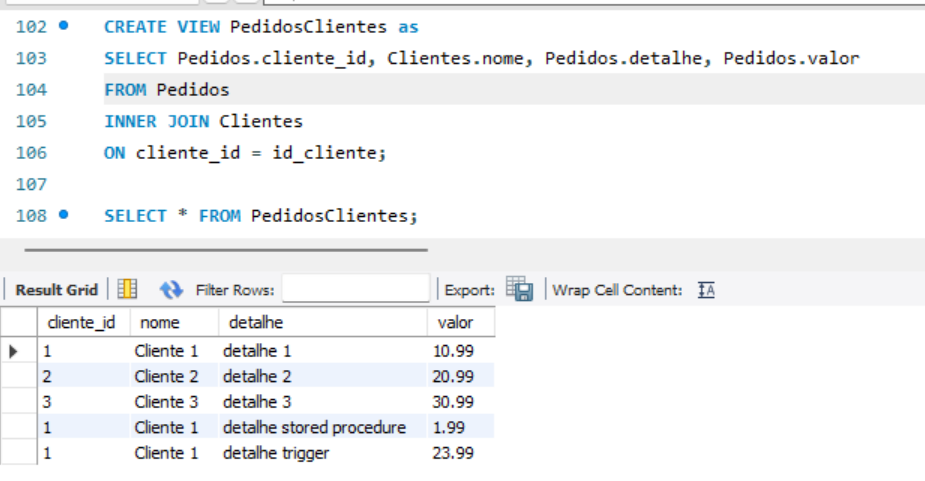 102 CREATE VIEW PedidosClientes as
103 SELECT Pedidos.cliente_id, Clientes.nome, Pedidos.detalhe, Pedidos.valor
104 FROM Pedidos
105 INNER JOIN Clientes
106 ON cliente_id = id_cliente;
107
108 SELECT * FROM PedidosClientes;
Result Grid Filter Rows: Export: Wrap Cell Content: IA
cliente_id nome detalhe valor
1 Cliente 1 detalhe 1 10.99
2 Cliente 2 detalhe 2 20.99
3 Cliente 3 detalhe 3 30.99
1 Cliente 1 detalhe stored procedure 1.99
1 Cliente 1 detalhe trigger 23.99